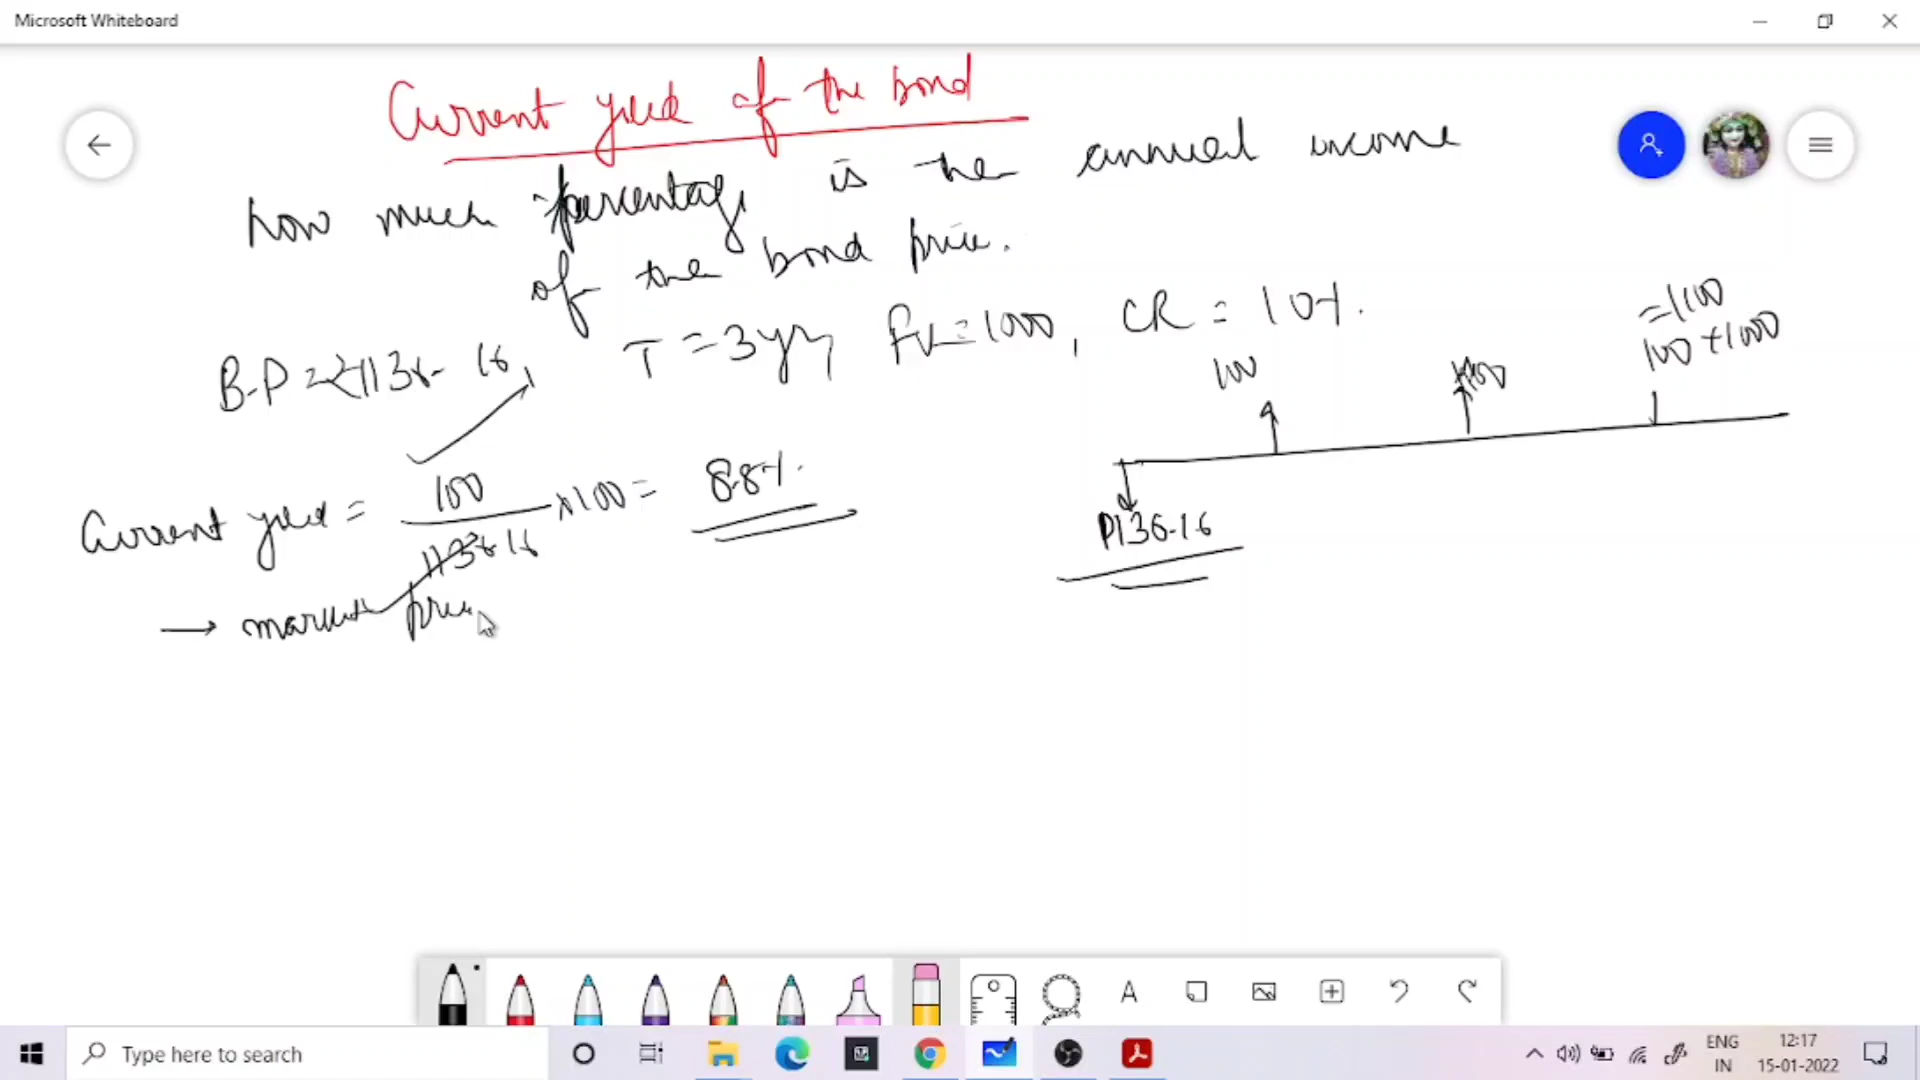 Microsoft Whiteboard
Current yield of the bond
how much percentage is the annual income
of the bond price.
B.P = ₹1136.16, T = 3 yrs, FV = 1000, CR = 10%.
=1100
100 100 100 + 1000
Current yield = 100 / 1136.16 × 100 = 8.8%.
1136.16
→ market price
Type here to search
ENG
IN
12:17
15-01-2022